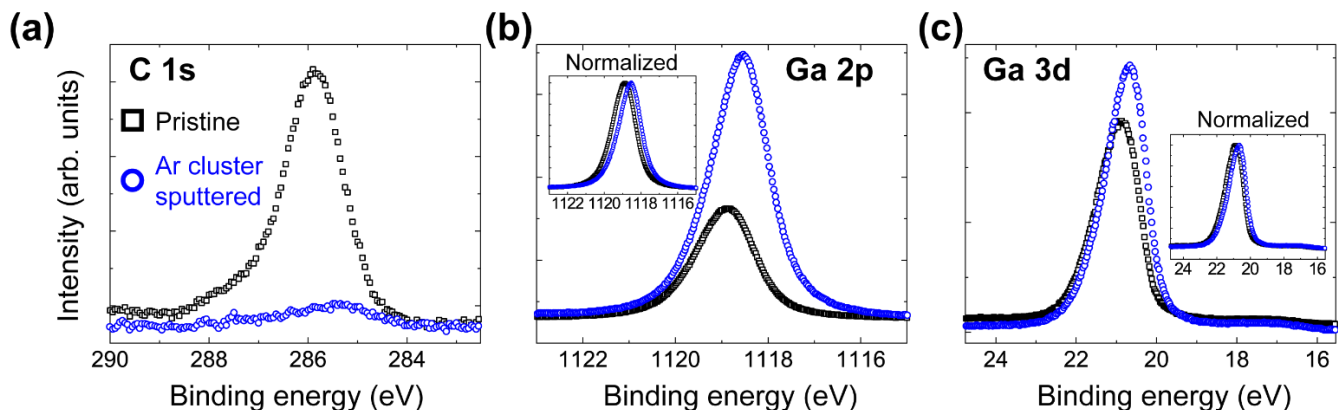 (a)
C 1s
Pristine
Ar cluster
sputtered
Intensity (arb. units)
290 288 286 284
Binding energy (eV)
(b)
Normalized
Ga 2p
1122 1120 1118 1116
1122 1120 1118 1116
Binding energy (eV)
(c)
Ga 3d
Normalized
24 22 20 18 16
24 22 20 18 16
Binding energy (eV)